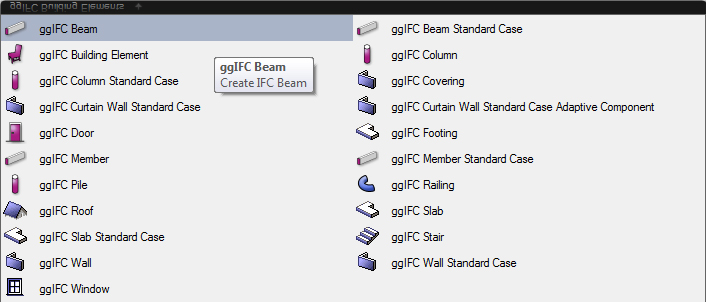 ggIFC Building Elements
ggIFC Beam
ggIFC Beam Standard Case
ggIFC Building Element
ggIFC Column
ggIFC Beam
Create IFC Beam
ggIFC Column Standard Case
ggIFC Covering
ggIFC Curtain Wall Standard Case
ggIFC Curtain Wall Standard Case Adaptive Component
ggIFC Door
ggIFC Footing
ggIFC Member
ggIFC Member Standard Case
ggIFC Pile
ggIFC Railing
ggIFC Roof
ggIFC Slab
ggIFC Slab Standard Case
ggIFC Stair
ggIFC Wall
ggIFC Wall Standard Case
ggIFC Window